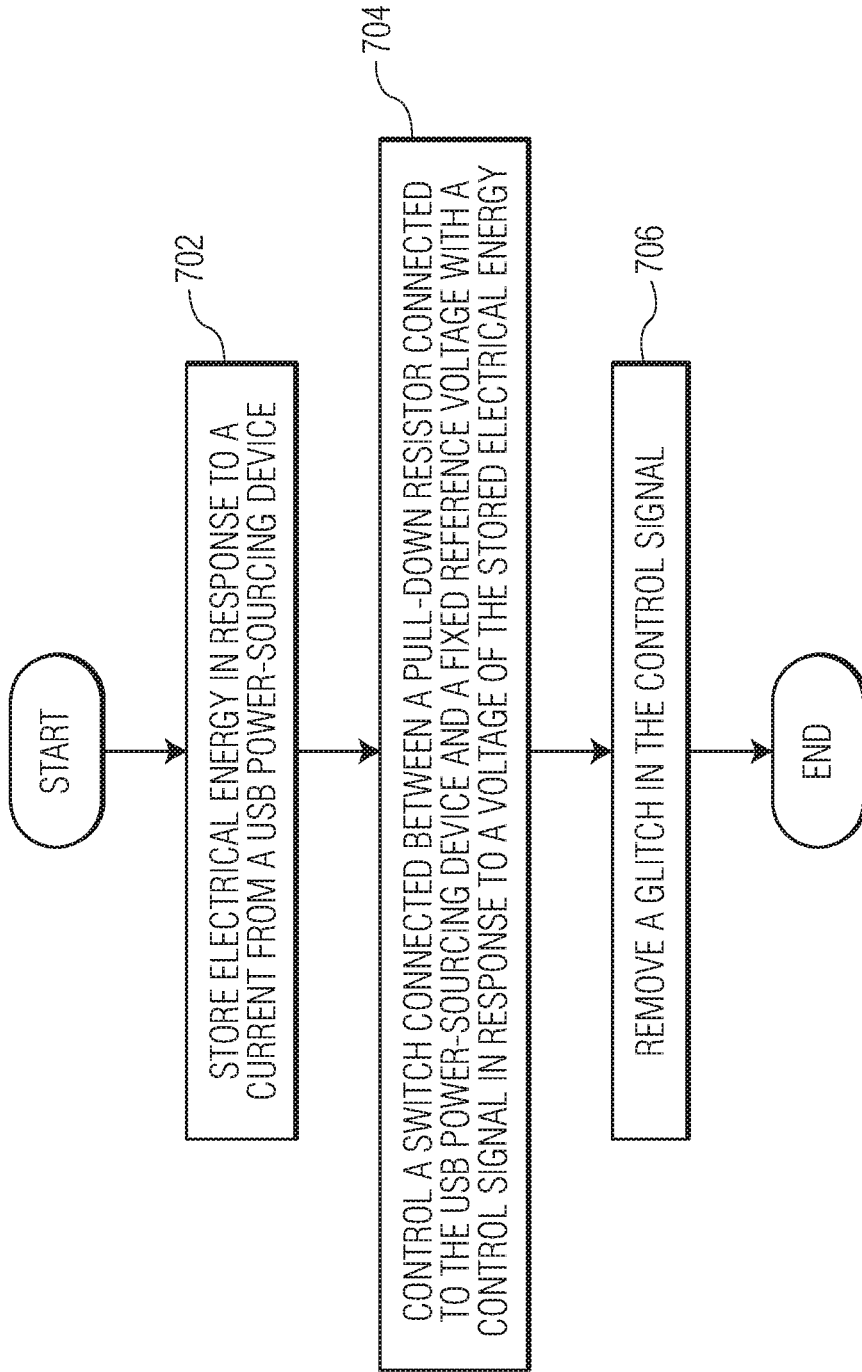 START
STORE ELECTRICAL ENERGY IN RESPONSE TO A
CURRENT FROM A USB POWER-SOURCING DEVICE
702
CONTROL A SWITCH CONNECTED BETWEEN A PULL-DOWN RESISTOR CONNECTED
TO THE USB POWER-SOURCING DEVICE AND A FIXED REFERENCE VOLTAGE WITH A
CONTROL SIGNAL IN RESPONSE TO A VOLTAGE OF THE STORED ELECTRICAL ENERGY
704
REMOVE A GLITCH IN THE CONTROL SIGNAL
706
END